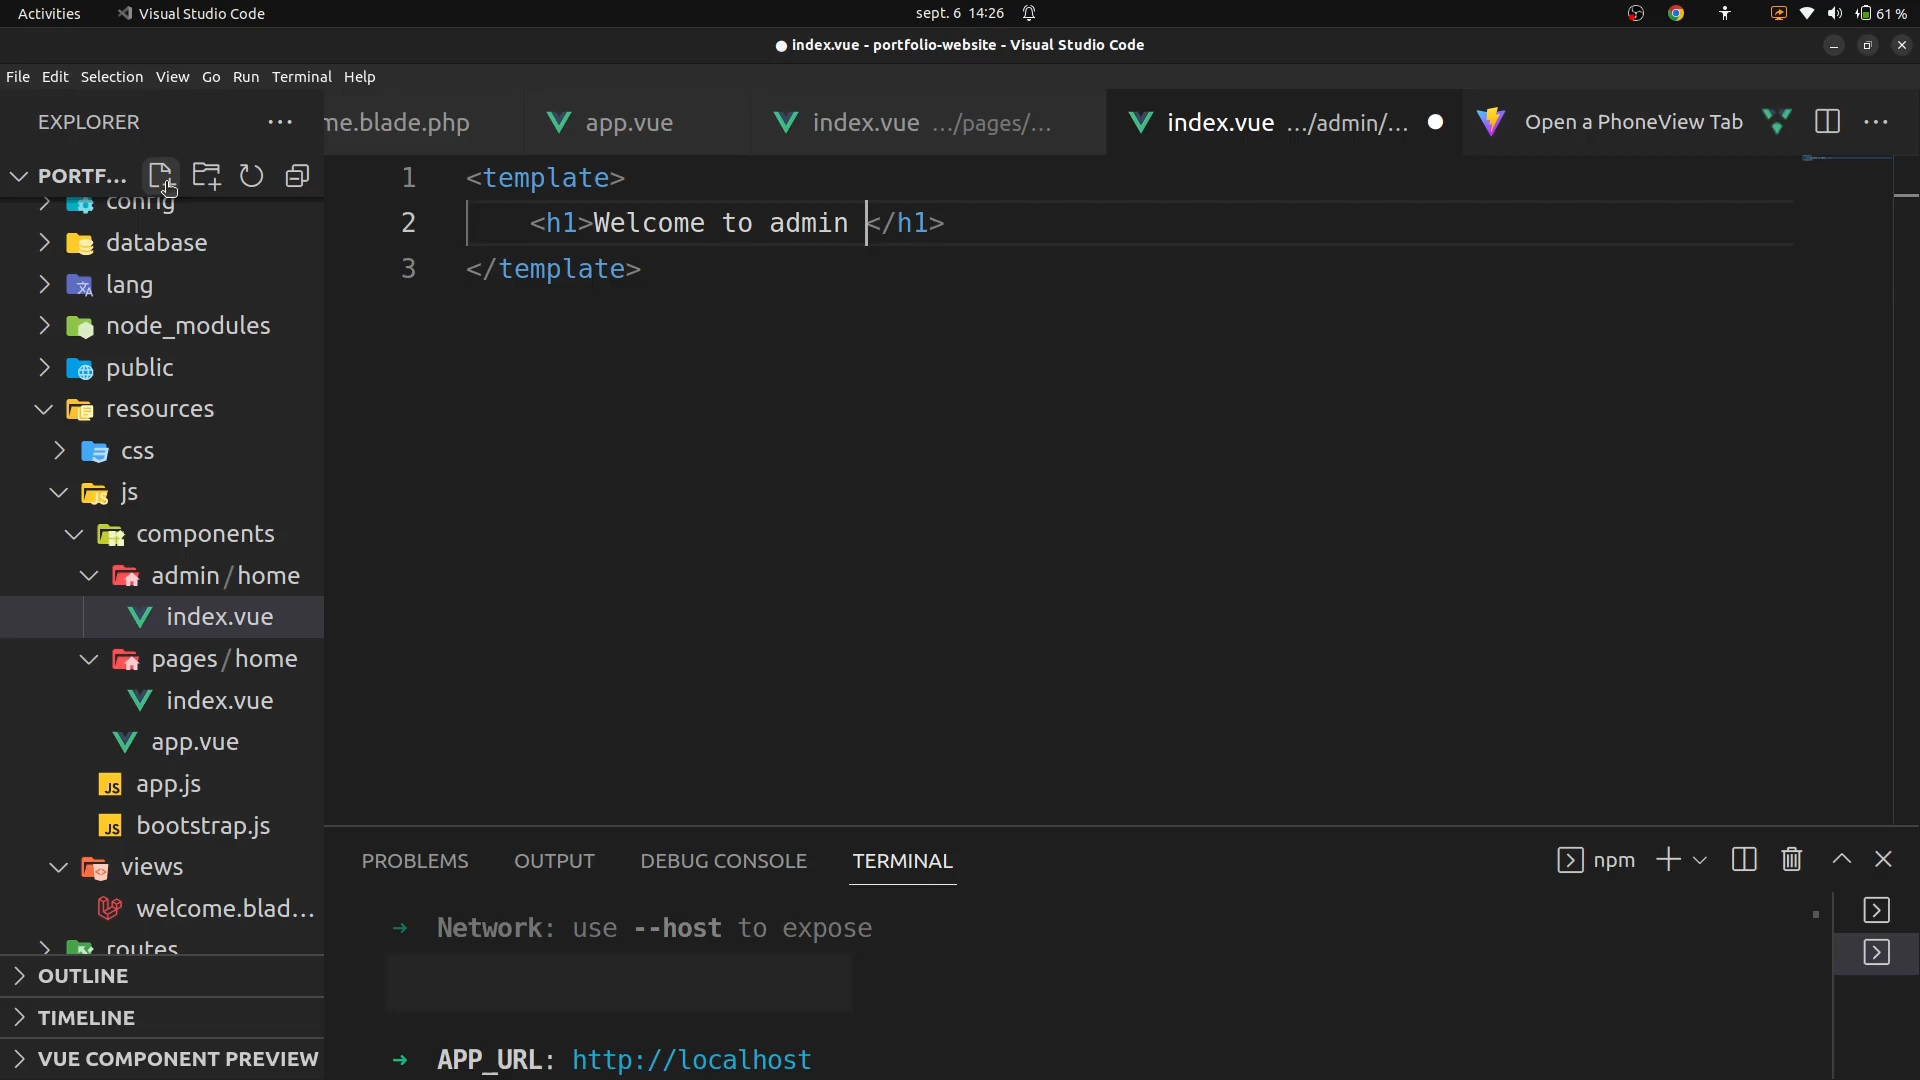 Activities Visual Studio Code sept. 6 14:26 61 %
index.vue - portfolio-website - Visual Studio Code
File Edit Selection View Go Run Terminal Help
EXPLORER
me.blade.php app.vue index.vue .../pages/... index.vue .../admin/... Open a PhoneView Tab
PORTF...
config
database
lang
node_modules
public
resources
css
js
components
admin / home
index.vue
pages / home
index.vue
app.vue
app.js
bootstrap.js
views
welcome.blad...
routes
OUTLINE
TIMELINE
VUE COMPONENT PREVIEW
1 <template>
2 <h1>Welcome to admin </h1>
3 </template>
PROBLEMS OUTPUT DEBUG CONSOLE TERMINAL npm
➜ Network: use --host to expose
➜ APP_URL: http://localhost